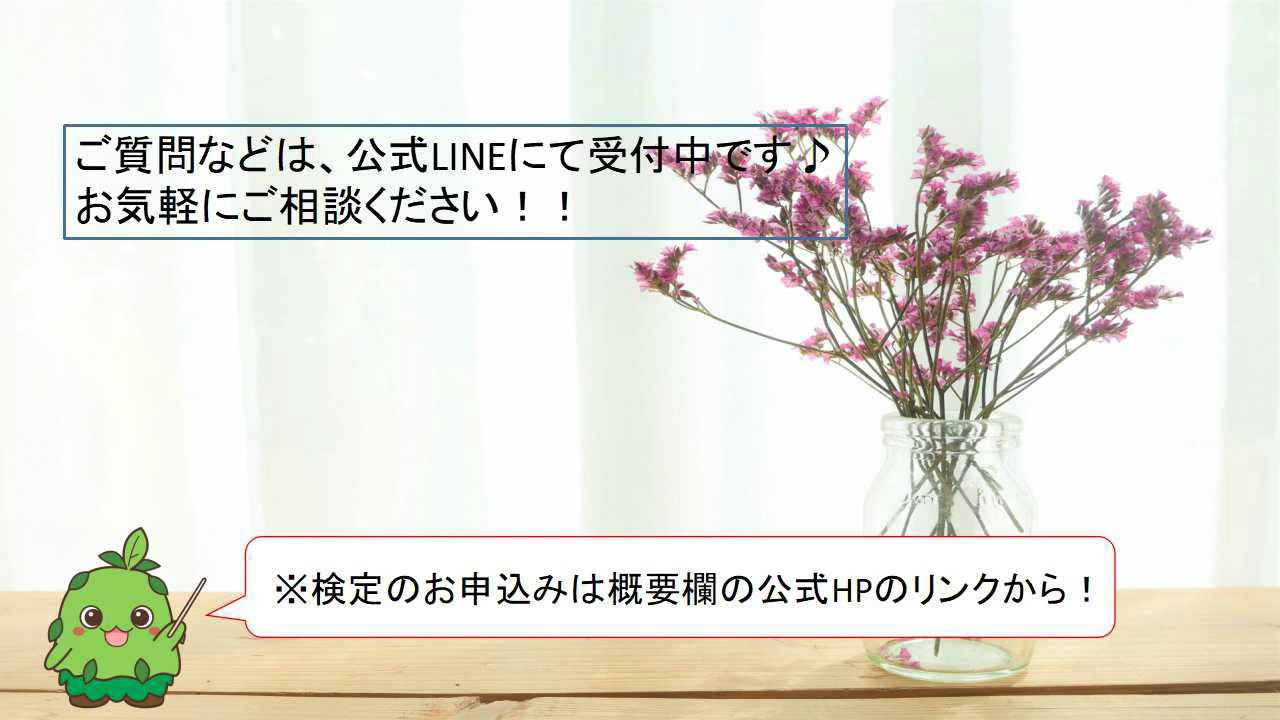 ご質問などは、公式LINEにて受付中です♪
お気軽にご相談ください！！
※検定のお申込みは概要欄の公式HPのリンクから！